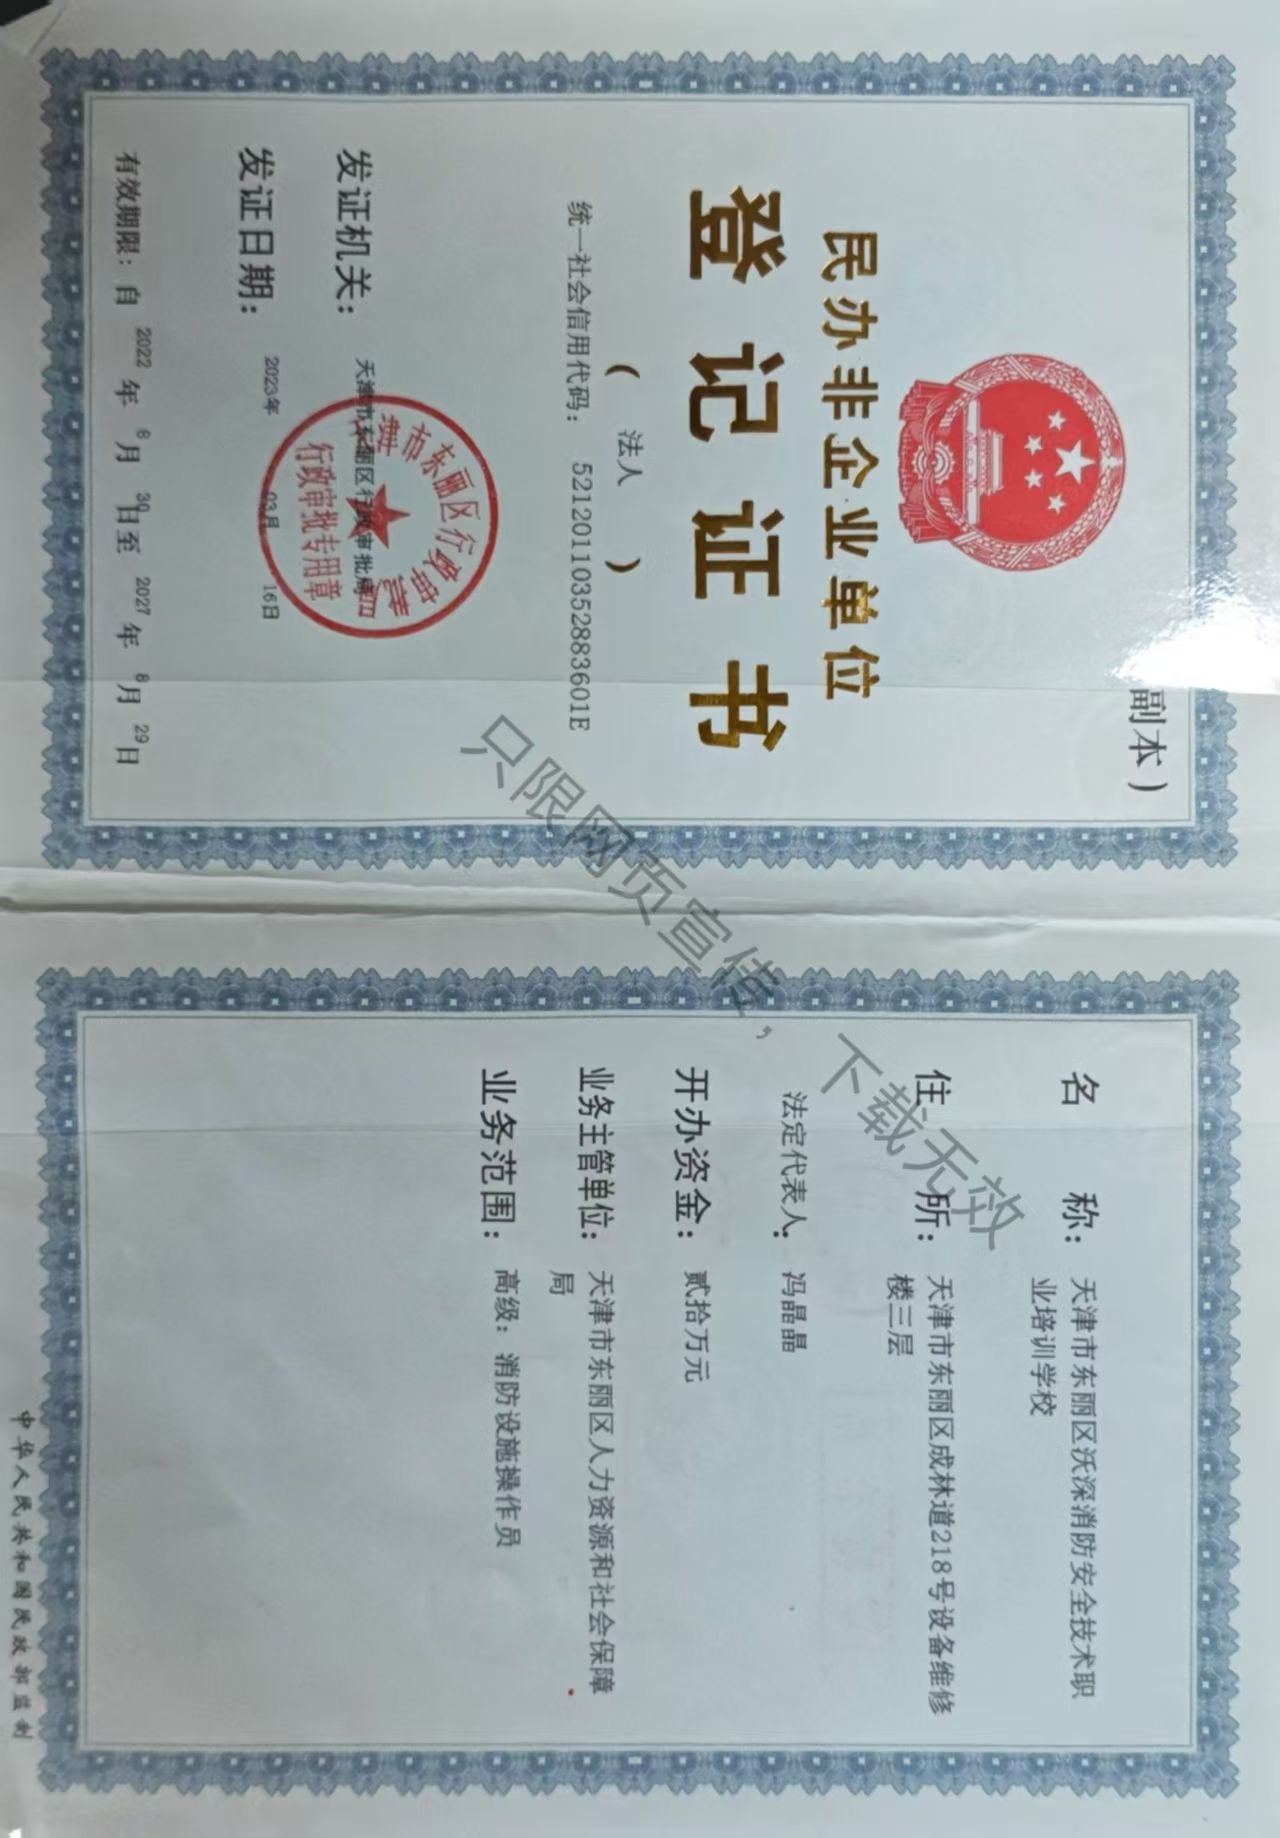 副本）
民办非企业单位
登记证书
（ 法人 ）
统一社会信用代码： 52120110352883601E
发证机关： 天津市东丽区行政审批局
发证日期： 2023年 03月 16日
有效期限：自 2022 年 8 月 30 日至 2027 年 8 月 29 日
天津市东丽区行政审批局
行政审批专用章
名 称： 天津市东丽区沃深消防安全技术职
业培训学校
住 所： 天津市东丽区成林道218号设备维修
楼三层
法定代表人： 冯晶晶
开办资金： 贰拾万元
业务主管单位： 天津市东丽区人力资源和社会保障
局
业务范围： 高级：消防设施操作员
中华人民共和国民政部监制
只限网页宣传，下载无效